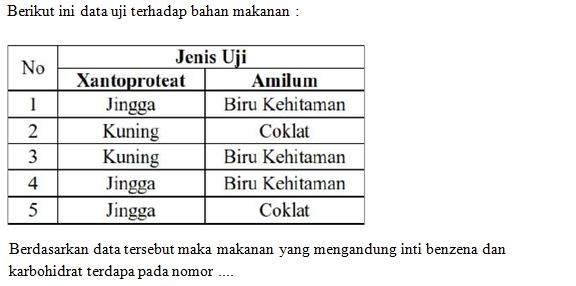 Berikut ini data uji terhadap bahan makanan :
No Jenis Uji
Xantoproteat Amilum
1 Jingga Biru Kehitaman
2 Kuning Coklat
3 Kuning Biru Kehitaman
4 Jingga Biru Kehitaman
5 Jingga Coklat
Berdasarkan data tersebut maka makanan yang mengandung inti benzena dan
karbohidrat terdapa pada nomor ....